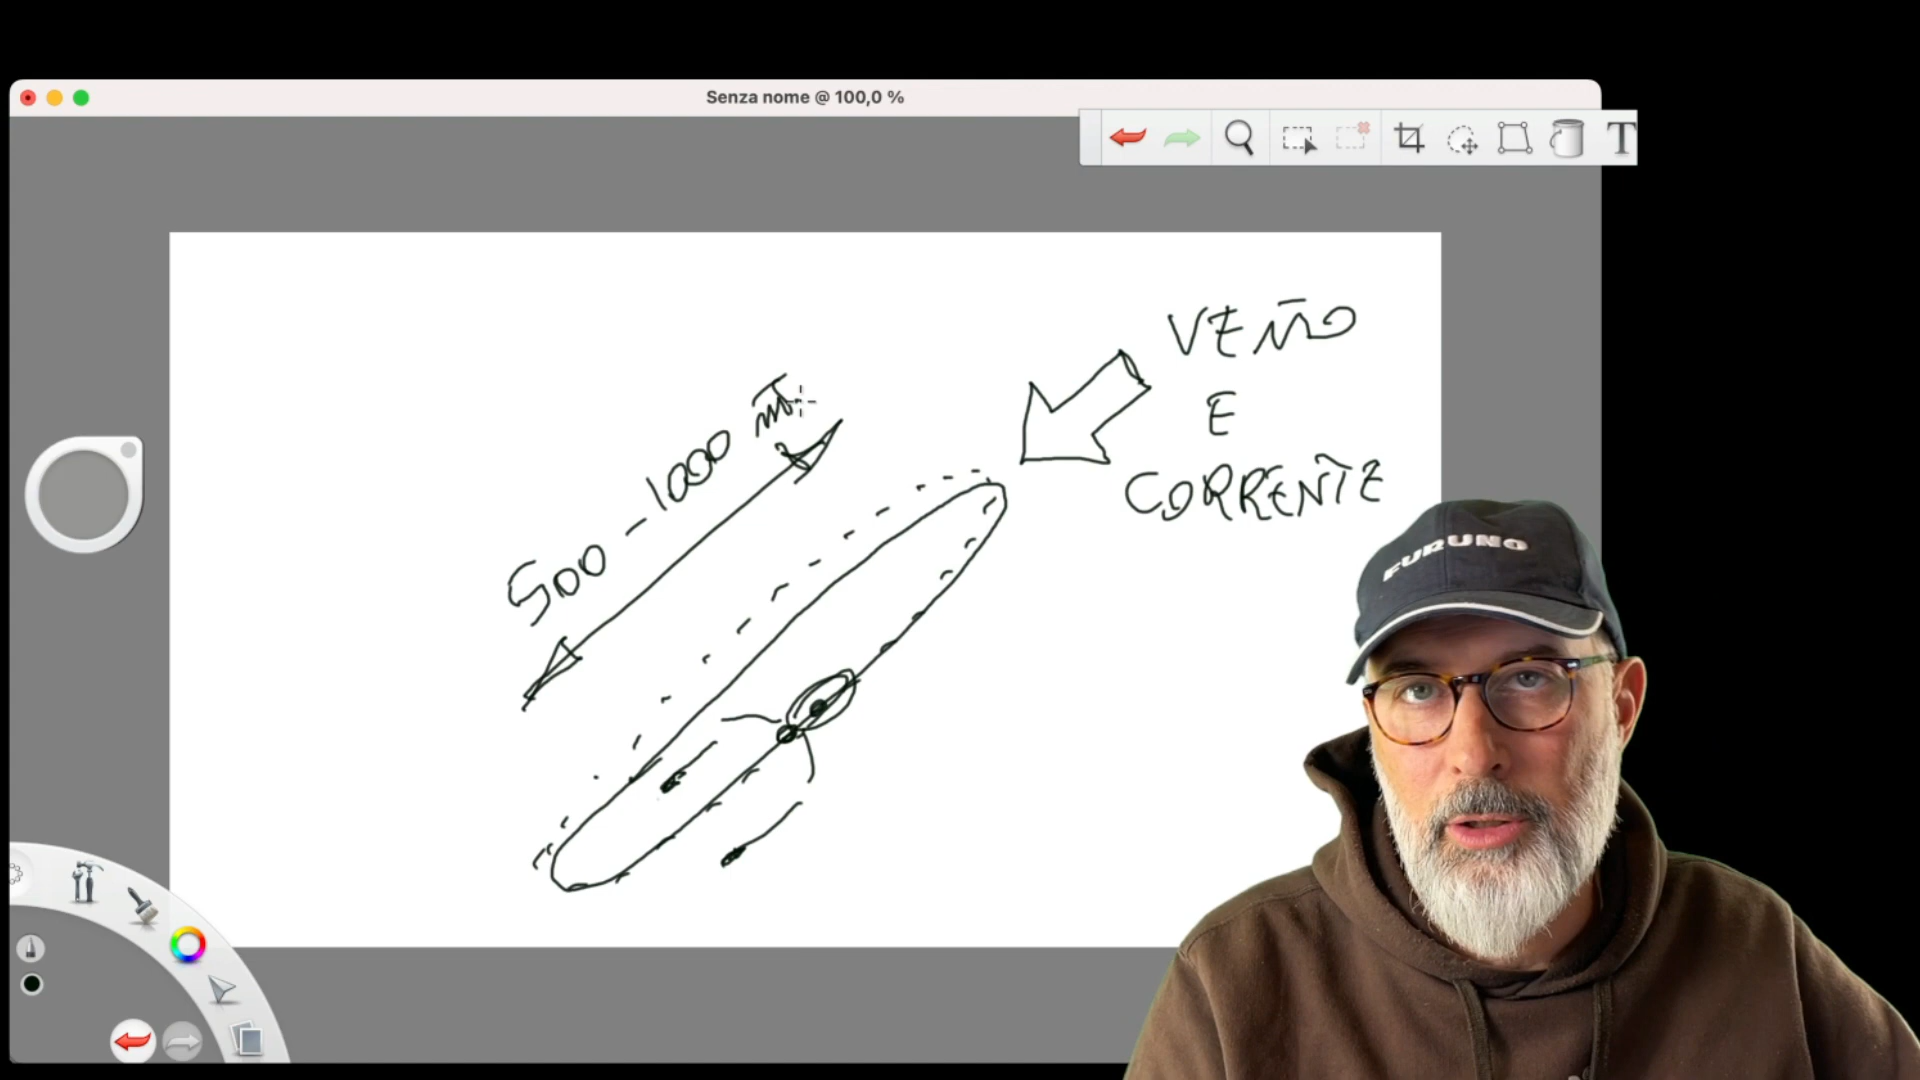 Senza nome @ 100,0 %
T
VENTO
E
CORRENTE
500 - 1000 mt.
FURUNO